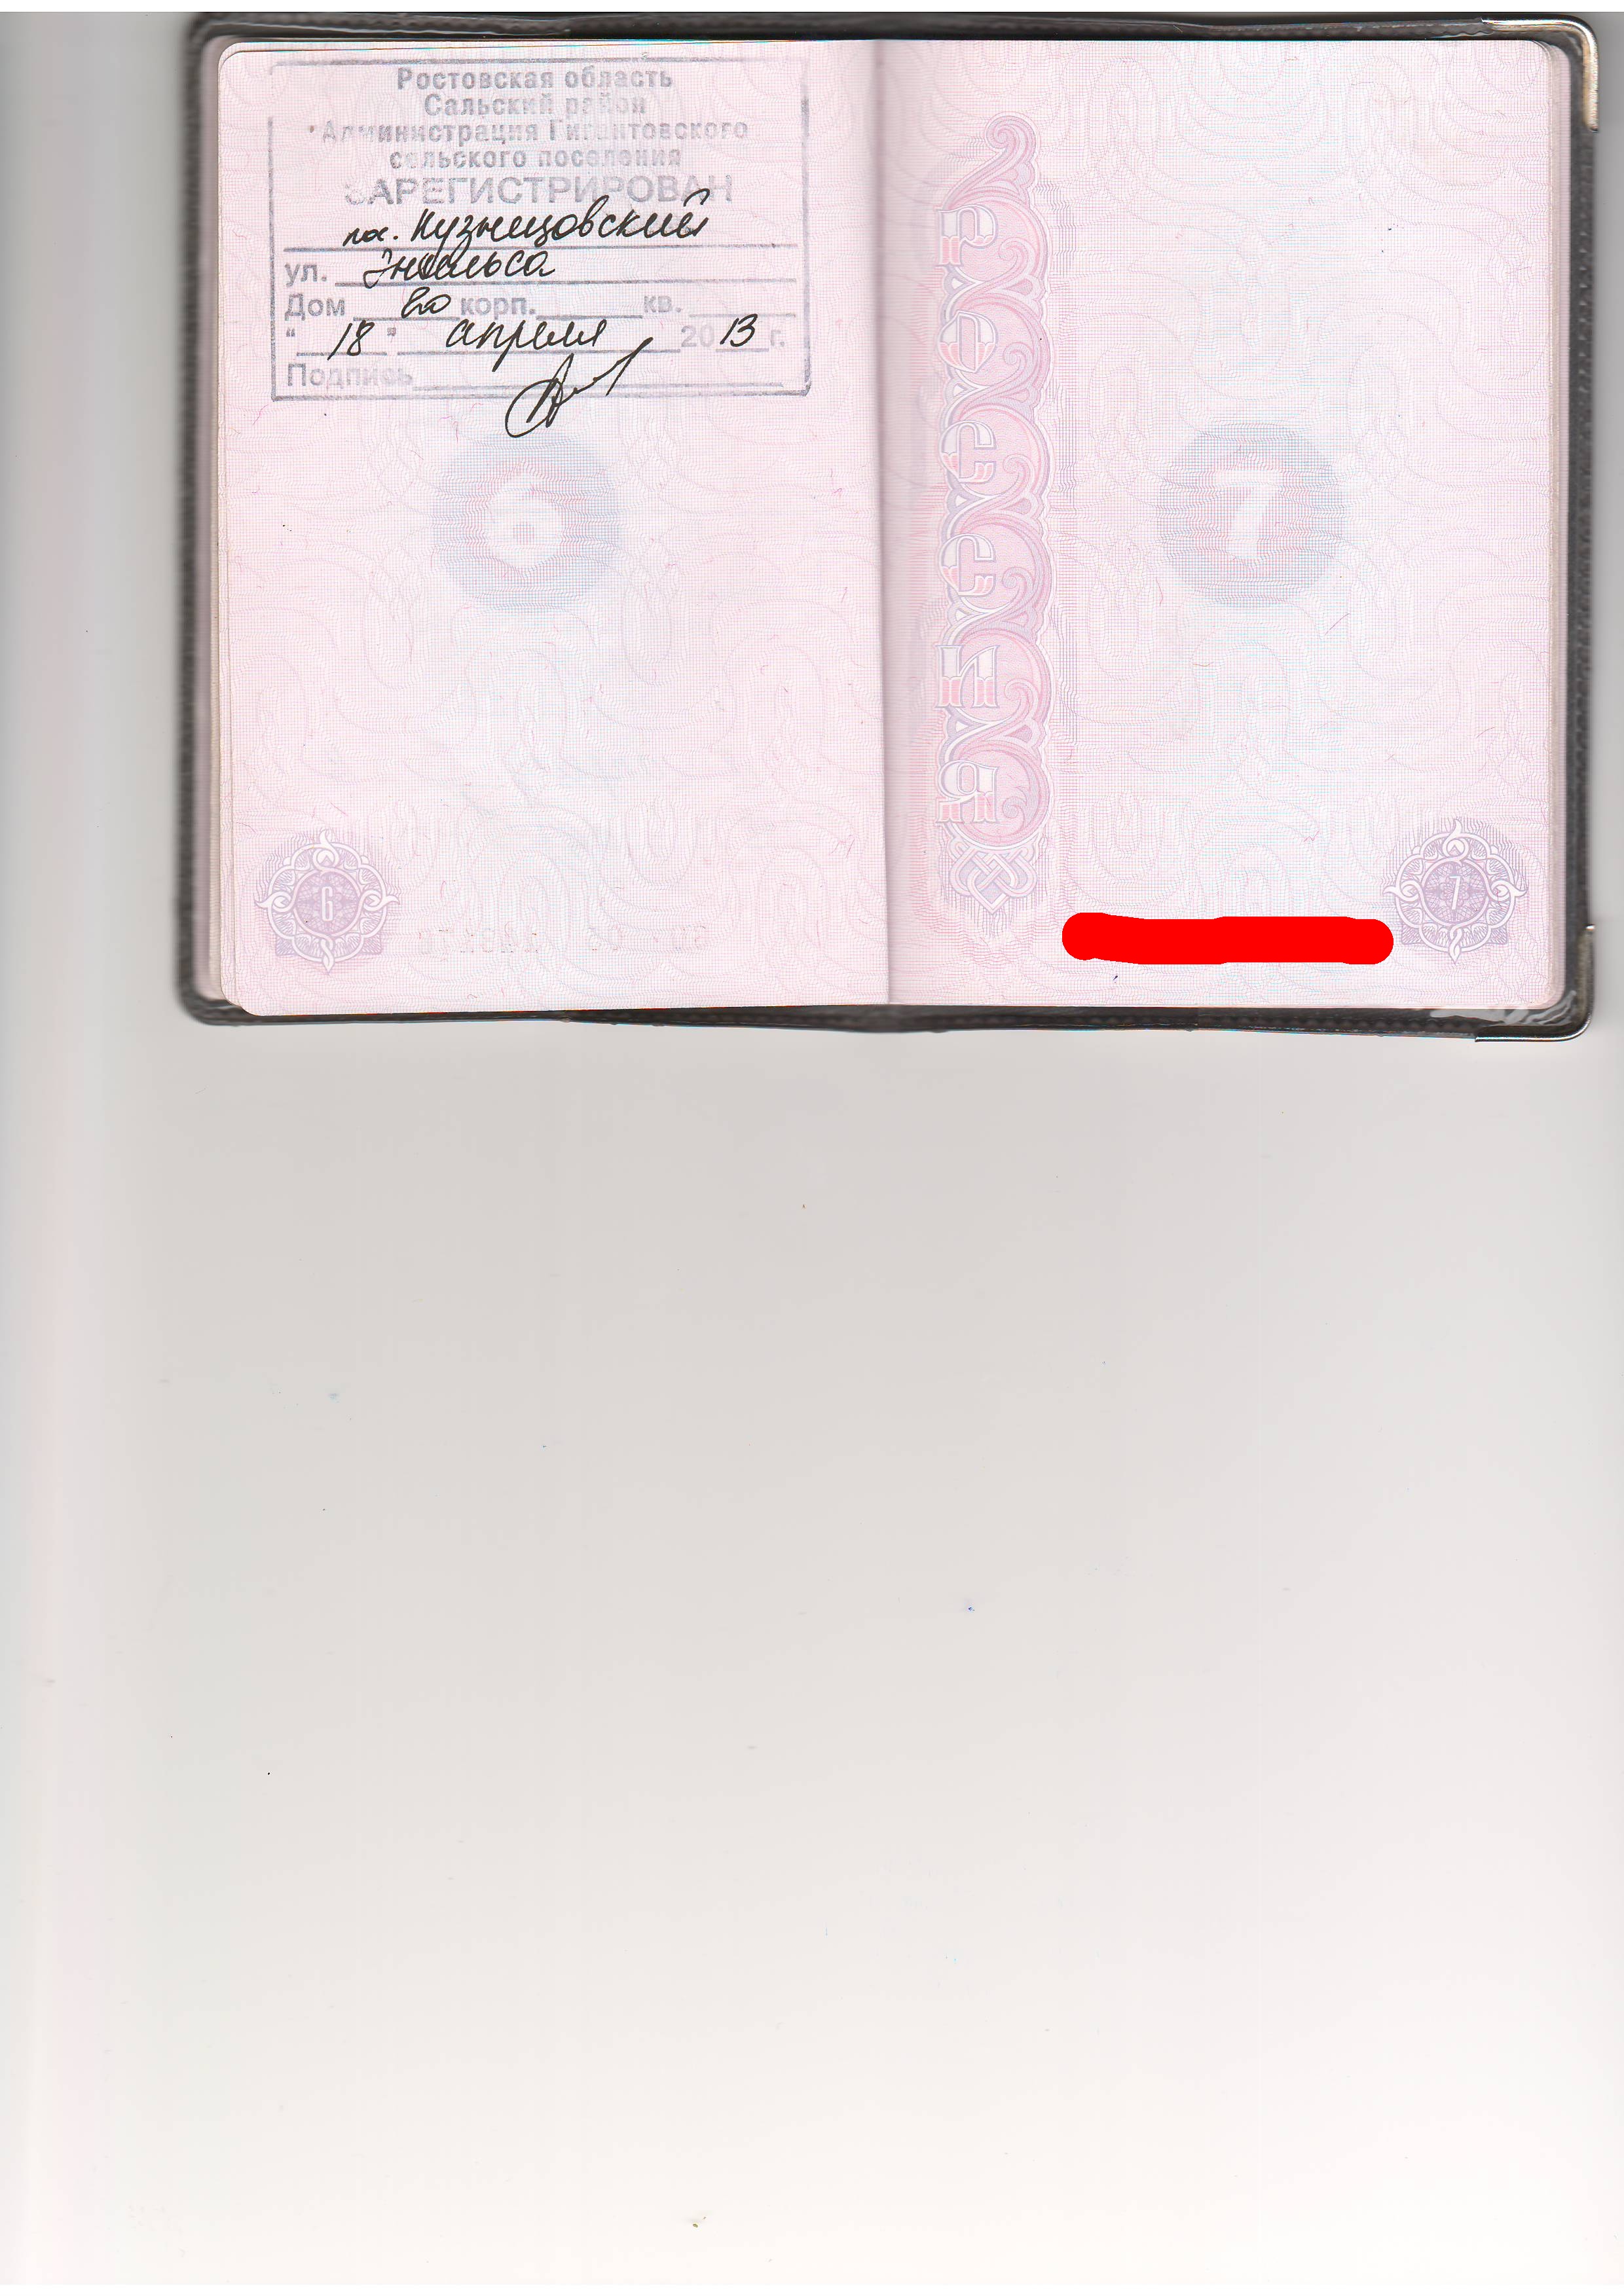 Ростовская область
Сальский район
Администрация Гигантовского
сельского поселения
ЗАРЕГИСТРИРОВАН
пос. Кузнецовский
ул. Энгельса
Дом 20 корп. кв.
"18" апреля 2013 г.
Подпись
6
7
РОССИЯ
6
7